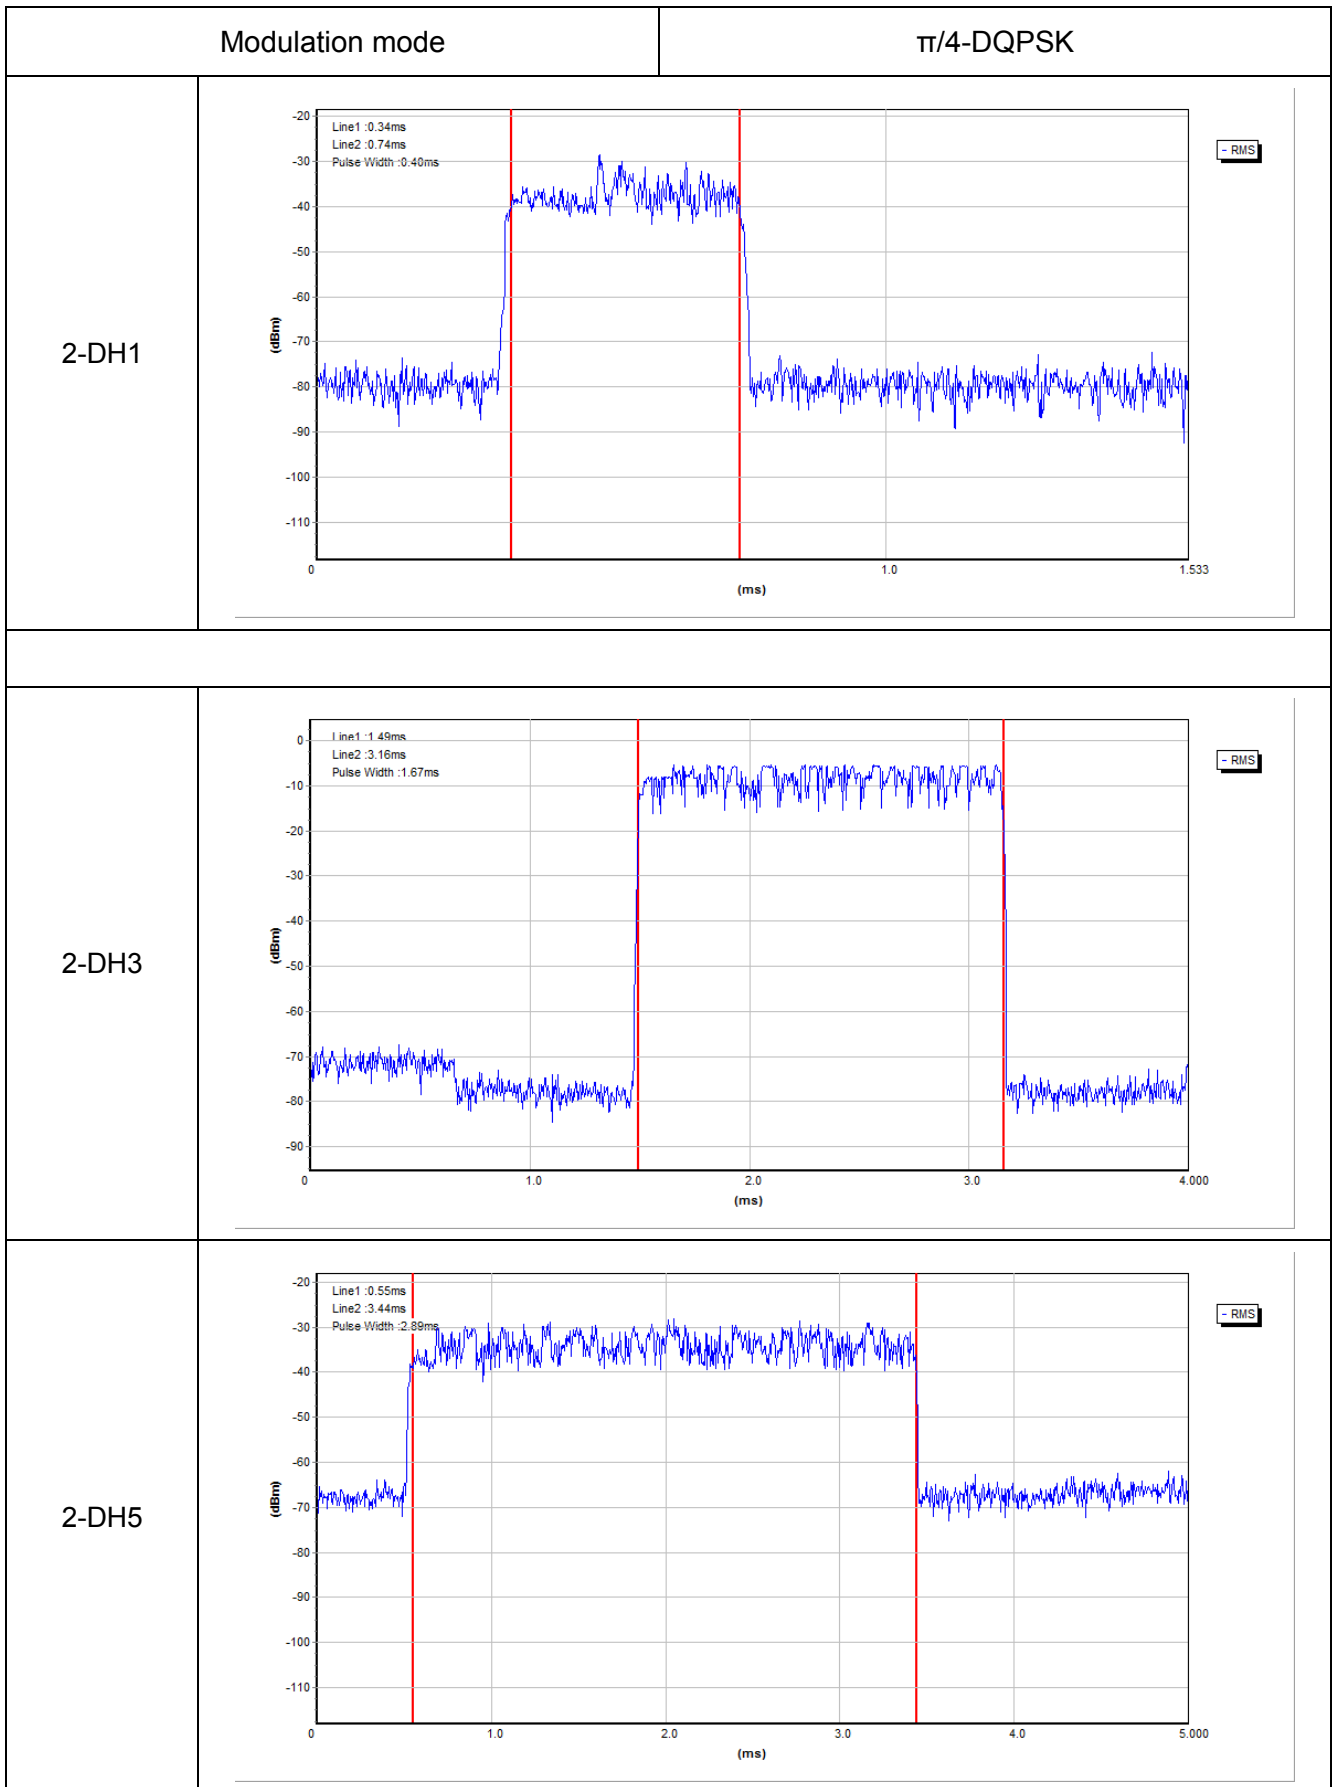 Modulation mode
π/4-DQPSK
2-DH1
Line1 :0.34ms
Line2 :0.74ms
Pulse Width :0.40ms
- RMS
-20
-30
-40
-50
-60
-70
-80
-90
-100
-110
(dBm)
0
1.0
1.533
(ms)
2-DH3
Line1 :1.49ms
Line2 :3.16ms
Pulse Width :1.67ms
- RMS
0
-10
-20
-30
-40
-50
-60
-70
-80
-90
(dBm)
0
1.0
2.0
3.0
4.000
(ms)
2-DH5
Line1 :0.55ms
Line2 :3.44ms
Pulse Width :2.89ms
- RMS
-20
-30
-40
-50
-60
-70
-80
-90
-100
-110
(dBm)
0
1.0
2.0
3.0
4.0
5.000
(ms)